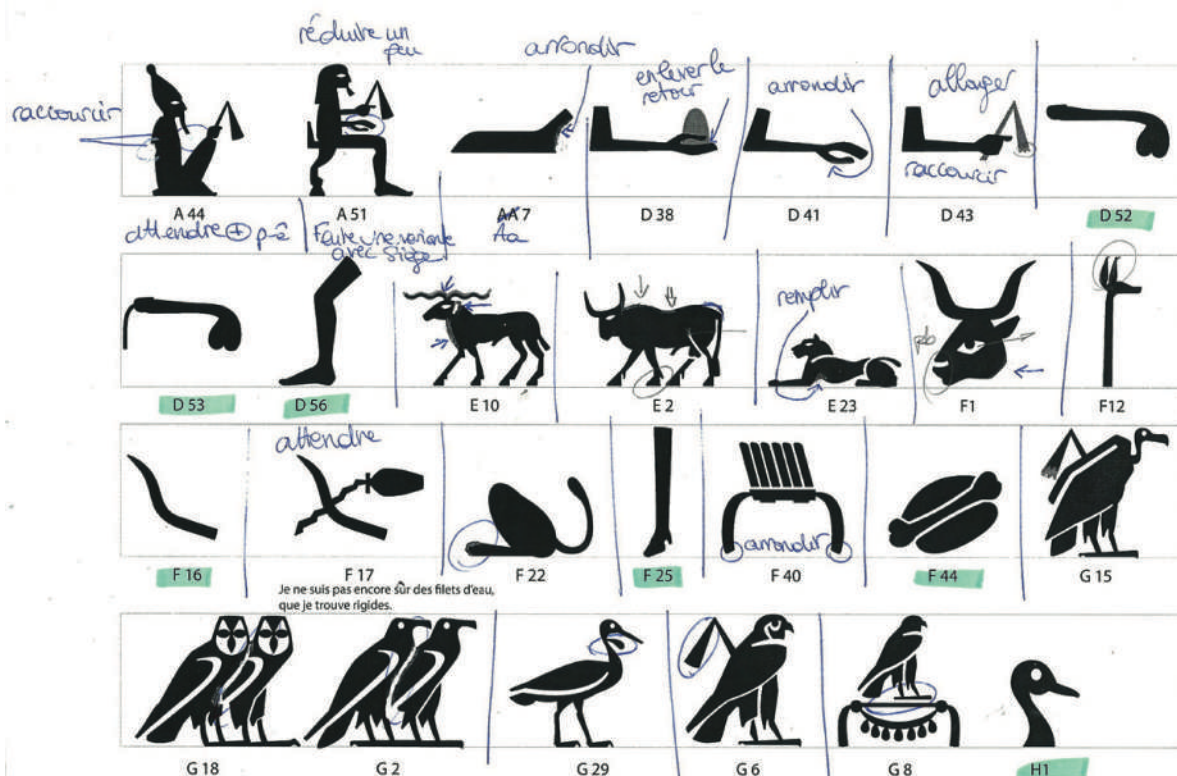 réduire un
peu
arrondir
raccourcir
enlever le
retour
arrondir
allonger
raccourcir
A 44 A 51 AA 7 D 38 D 41 D 43 D 52
Aa
attendre
Faire une variante
avec Siège
remplir
pb
D 53 D 56 E 10 E 2 E 23 F1 F12
attendre
arrondir
F 16 F 17 F 22 F 25 F 40 F 44 G 15
Je ne suis pas encore sûr des filets d'eau,
que je trouve rigides.
G 18 G 2 G 29 G 6 G 8 H1